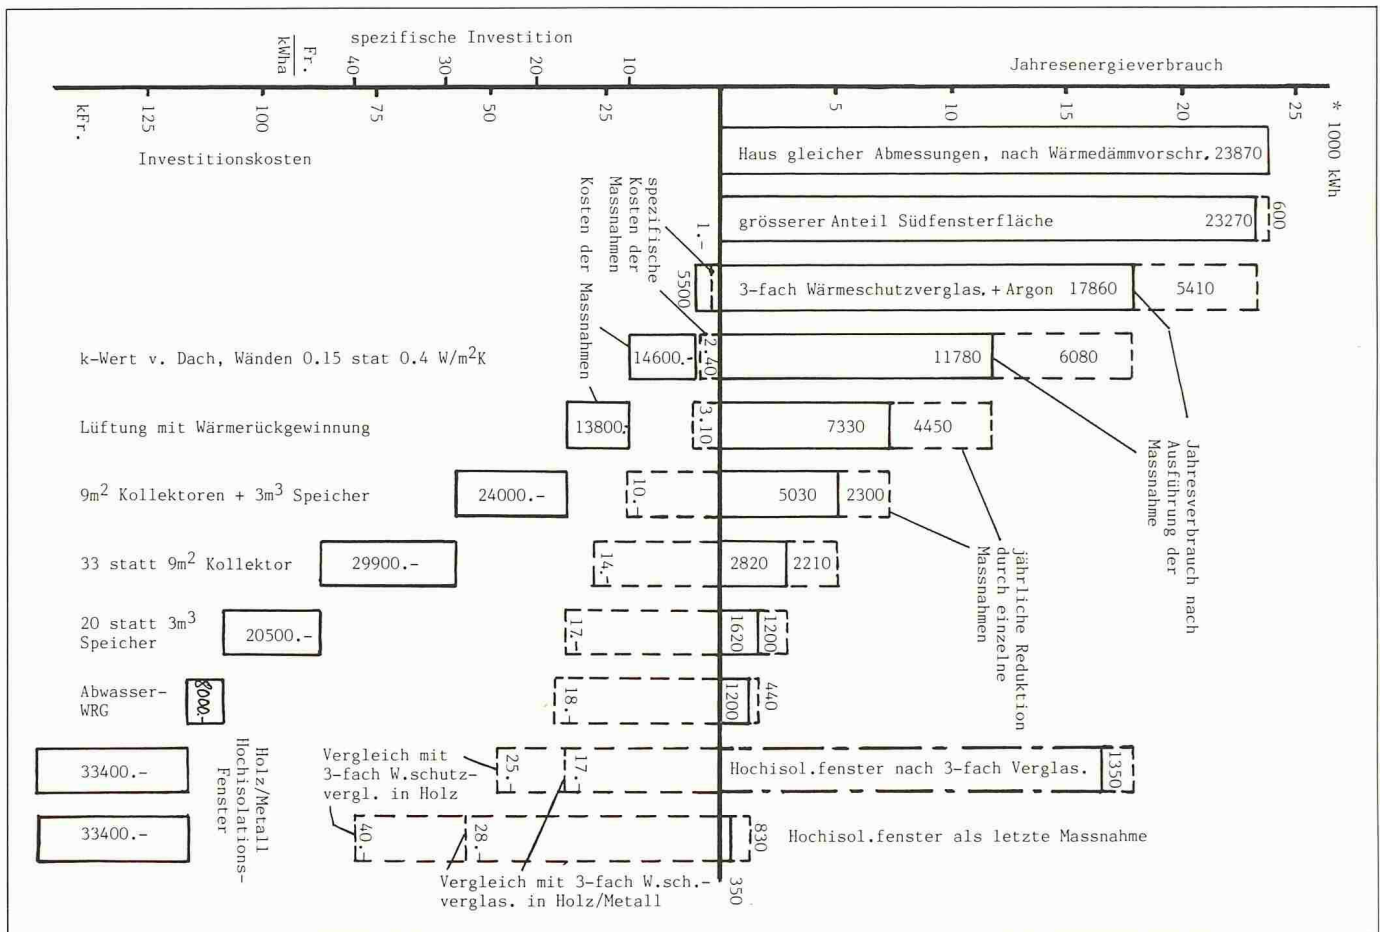 spezifische Investition
Fr.
kWha
40
30
20
10
Jahresenergieverbrauch
5
10
15
20
25
* 1000 kWh
kFr.
125
100
75
50
25
Investitionskosten
Haus gleicher Abmessungen, nach Wärmedämmvorschr. 23870
grösserer Anteil Südfensterfläche 23270
600
spezifische
Kosten der
Massnahmen
Kosten der Massnahmen
1.-
5500
3-fach Wärmeschutzverglas. + Argon 17860
5410
k-Wert v. Dach, Wänden 0.15 stat 0.4 W/m²K
14600.-
2.40
11780
6080
Lüftung mit Wärmerückgewinnung
13800.-
3.10
7330
4450
Jahresverbrauch nach
Ausführung der
Massnahme
9m² Kollektoren + 3m³ Speicher
24000.-
10.-
5030
2300
jährliche Reduktion
durch einzelne
Massnahmen
33 statt 9m² Kollektor
29900.-
14.-
2820
2210
20 statt 3m³
Speicher
20500.-
17.-
1620
1200
Abwasser-
WRG
8000.-
18.-
1200
440
33400.-
Holz/Metall
Hochisolations-
Fenster
Vergleich mit
3-fach W.schutz-
vergl. in Holz
25.-
17.-
Hochisol.fenster nach 3-fach Verglas.
1350
33400.-
40.-
28.-
830
Hochisol.fenster als letzte Massnahme
Vergleich mit 3-fach W.sch.-
verglas. in Holz/Metall
350